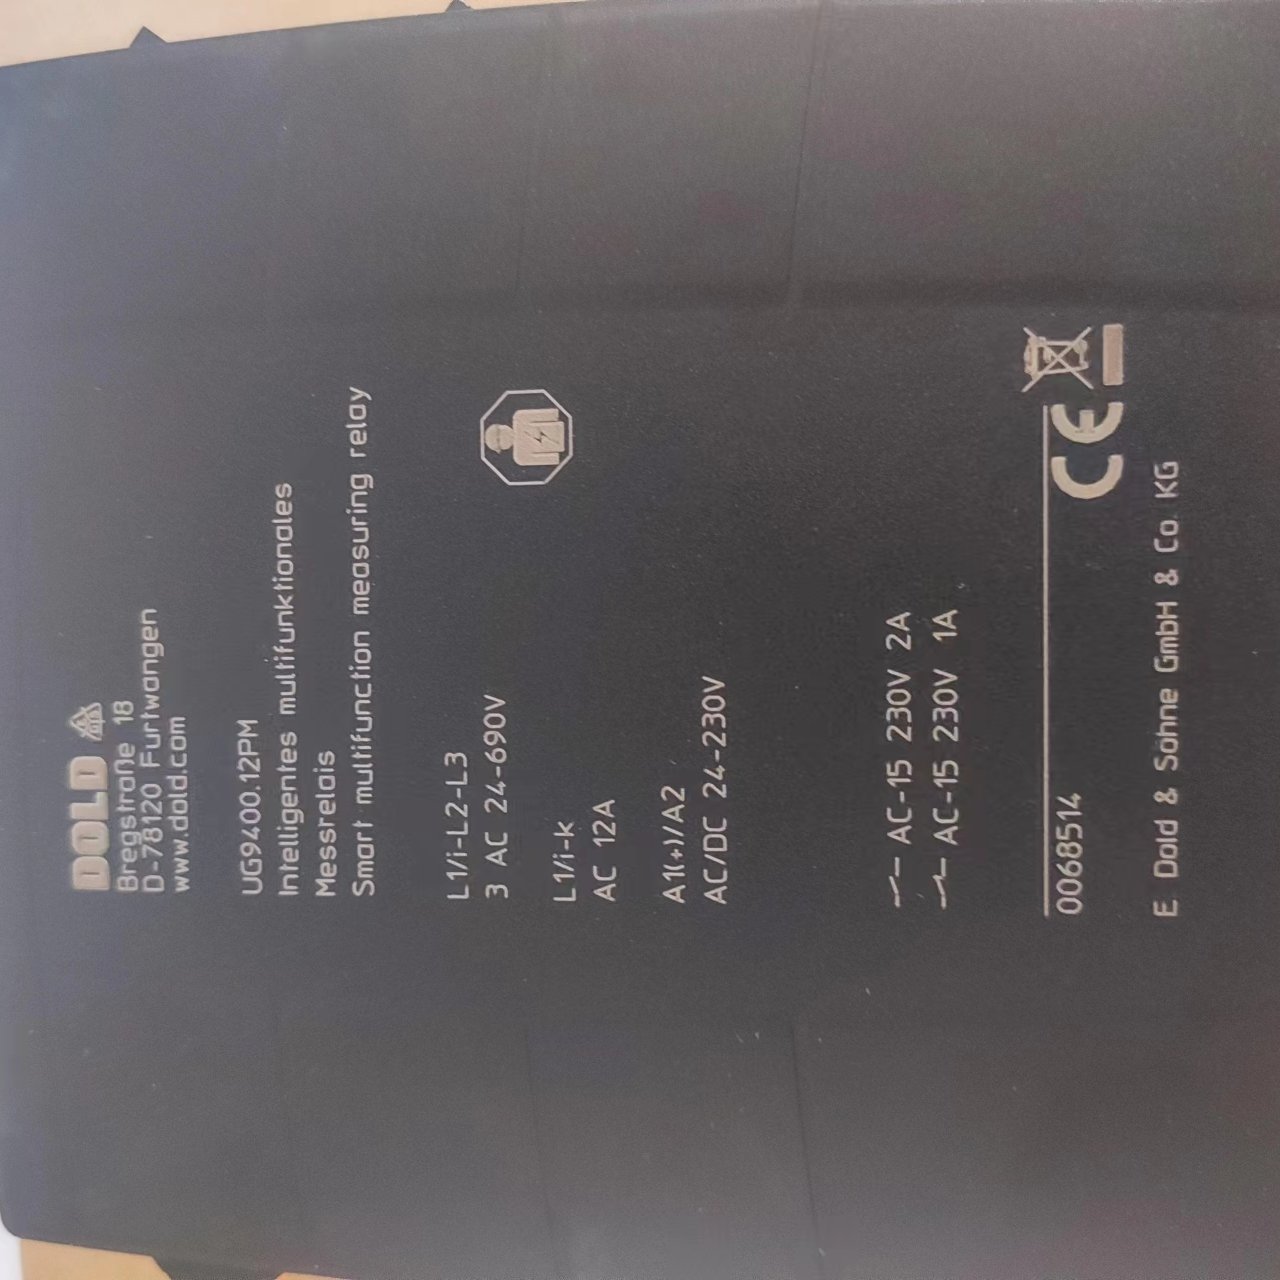 DOLD
Bregstraße 18
D-78120 Furtwangen
www.dold.com
UG9400.12PM
Intelligentes multifunktionales
Messrelais
Smart multifunction measuring relay
L1/i-L2-L3
3 AC 24-690V
L1/i-k
AC 12A
A1(+)/A2
AC/DC 24-230V
AC-15 230V 2A
AC-15 230V 1A
0068514
CE
E. Dold & Söhne GmbH & Co. KG